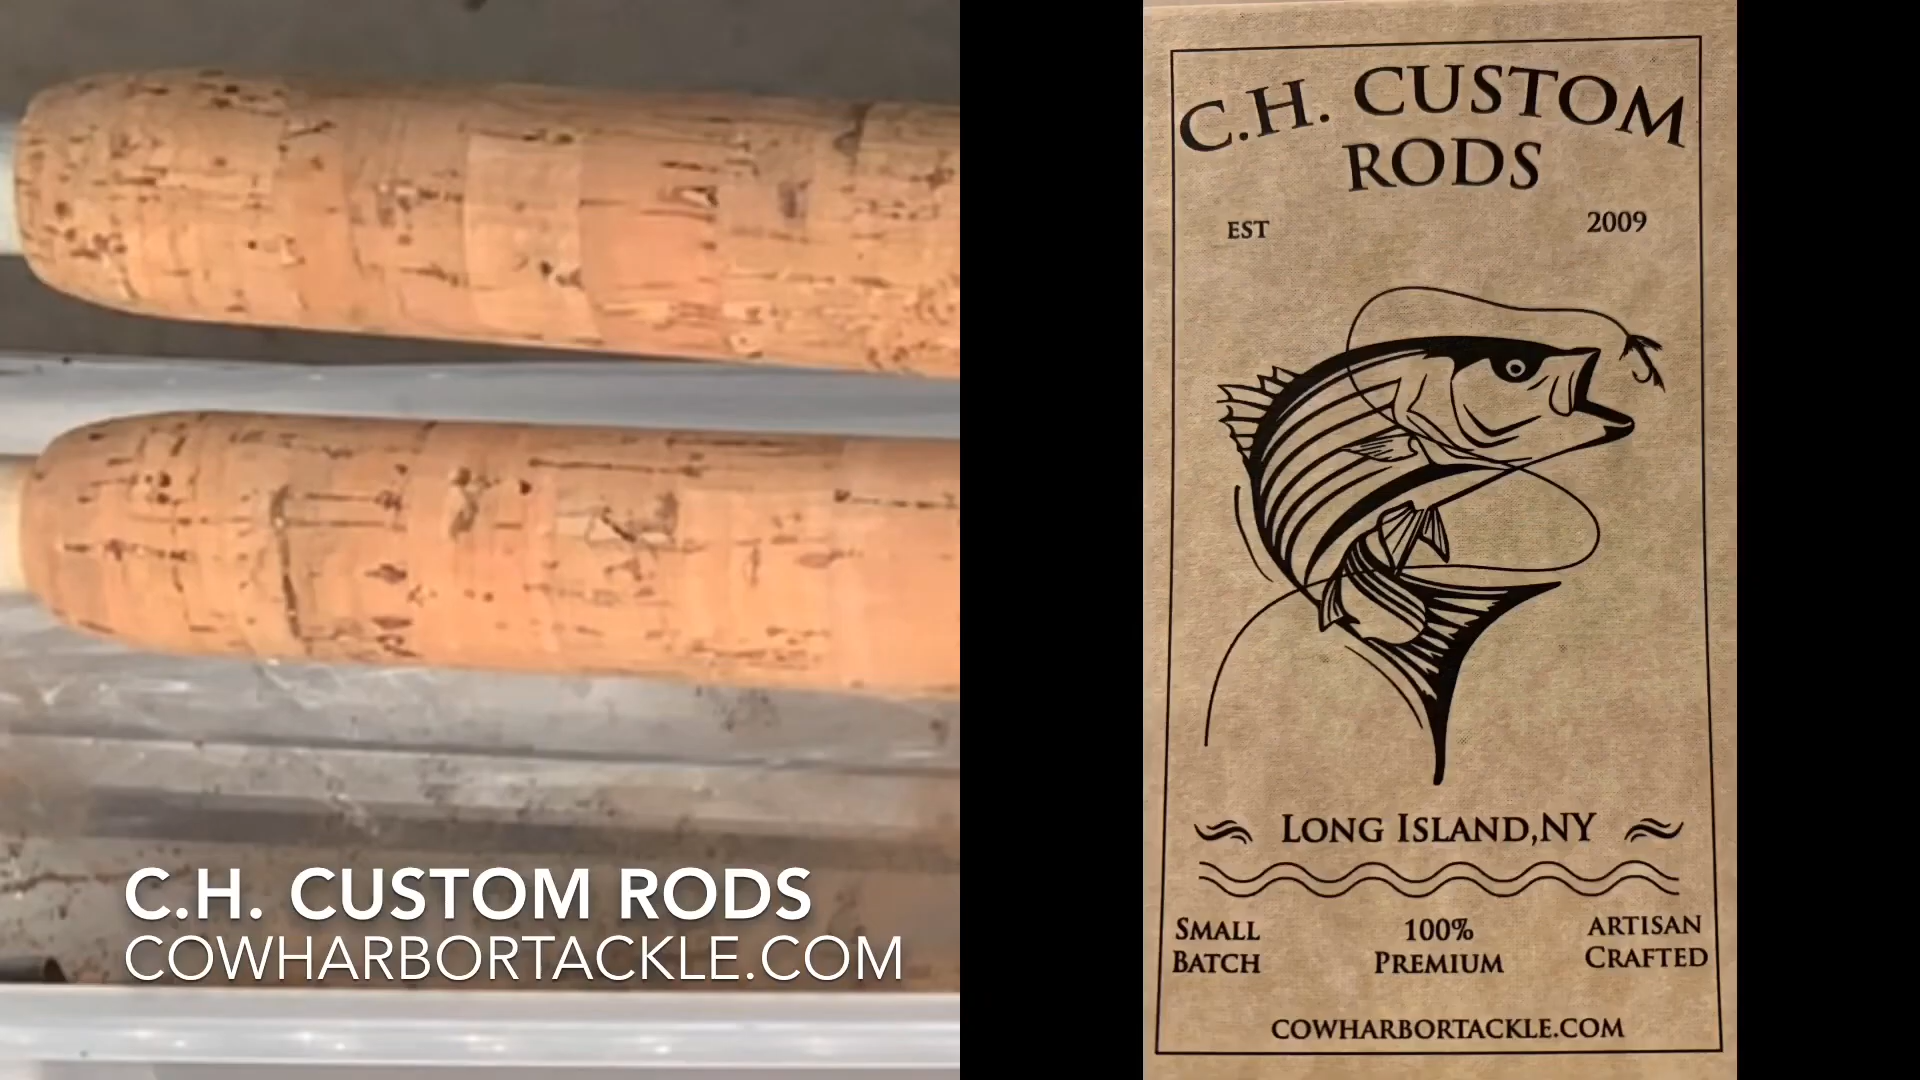 C.H. CUSTOM RODS
COWHARBORTACKLE.COM
C.H. CUSTOM
RODS
EST 2009
LONG ISLAND,NY
SMALL BATCH
100% PREMIUM
ARTISAN CRAFTED
COWHARBORTACKLE.COM